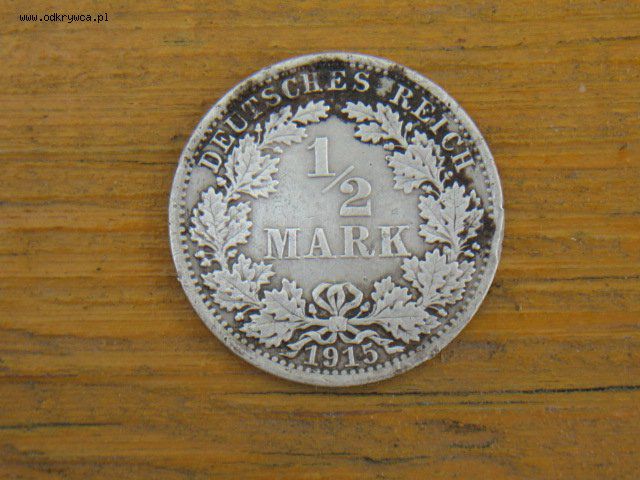 www.odkrywca.pl
DEUTSCHES REICH
1/2
MARK
1915